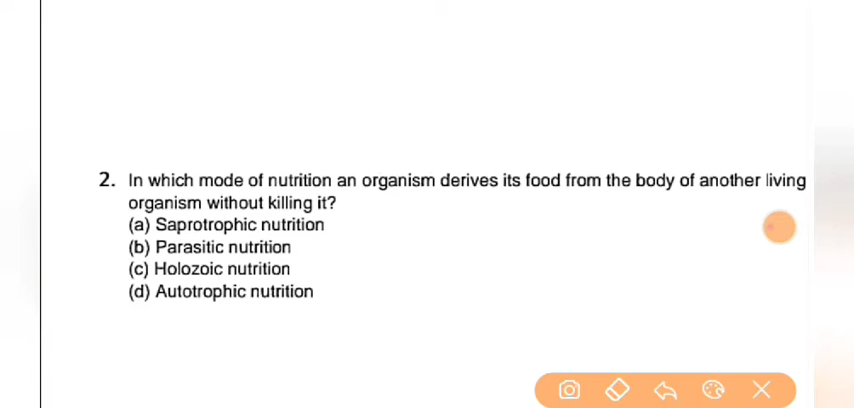 2. In which mode of nutrition an organism derives its food from the body of another living
organism without killing it?
(a) Saprotrophic nutrition
(b) Parasitic nutrition
(c) Holozoic nutrition
(d) Autotrophic nutrition